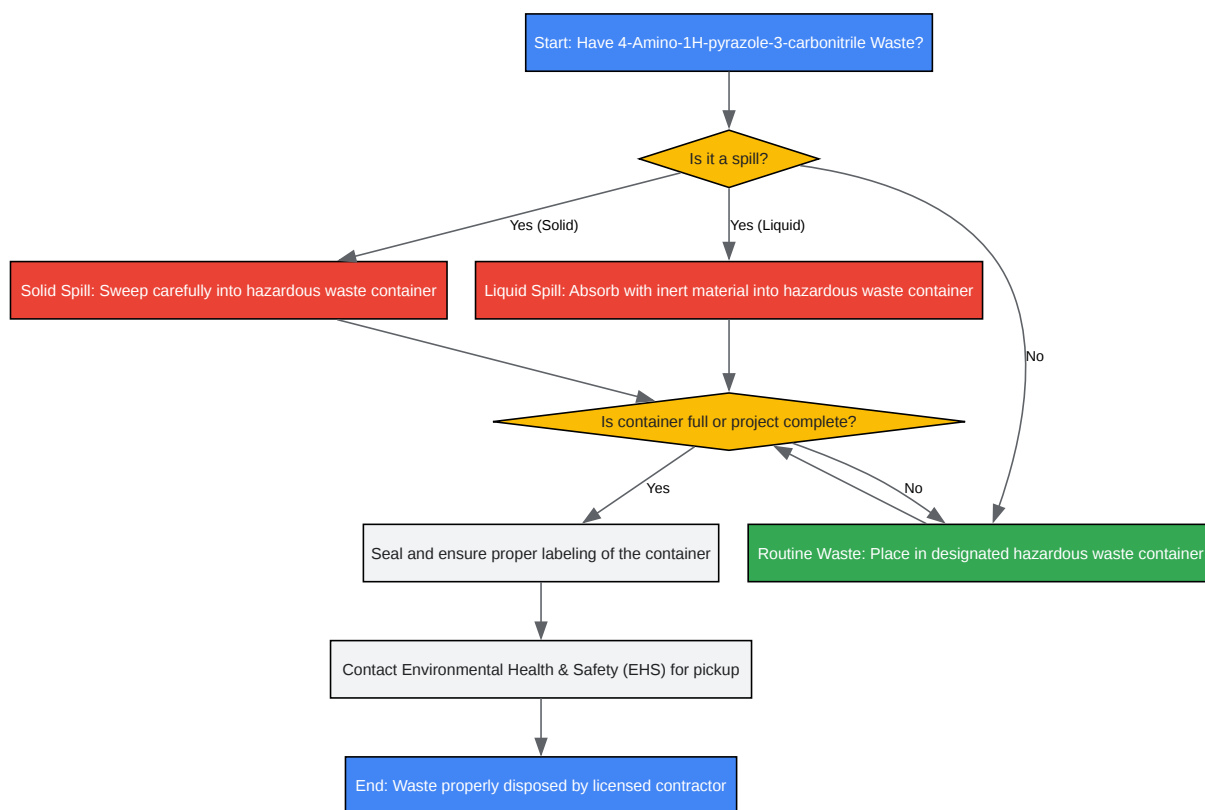 Start: Have 4-Amino-1H-pyrazole-3-carbonitrile Waste?
Is it a spill?
Yes (Solid)
Yes (Liquid)
Solid Spill: Sweep carefully into hazardous waste container
Liquid Spill: Absorb with inert material into hazardous waste container
No
Is container full or project complete?
Yes
No
Seal and ensure proper labeling of the container
Routine Waste: Place in designated hazardous waste container
Contact Environmental Health & Safety (EHS) for pickup
End: Waste properly disposed by licensed contractor